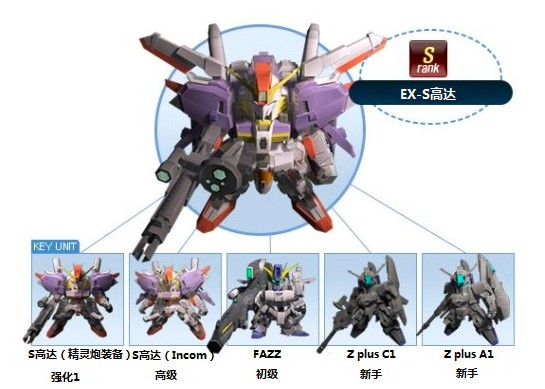 S
rank
EX-S高达
KEY UNIT
S高达（精灵炮装备）
强化1
S高达（Incom）
高级
FAZZ
初级
Z plus C1
新手
Z plus A1
新手